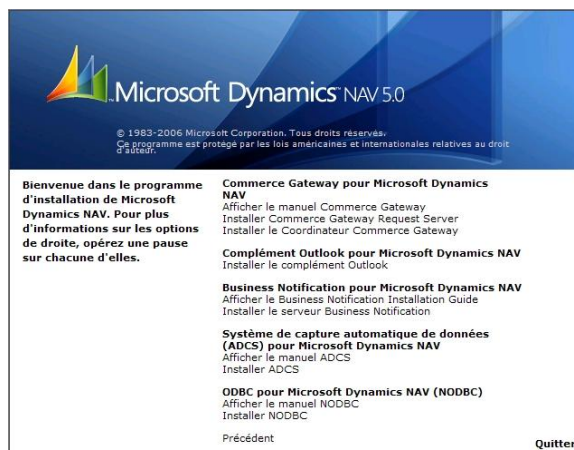 Microsoft Dynamics™ NAV 5.0
© 1983-2006 Microsoft Corporation. Tous droits réservés.
Ce programme est protégé par les lois américaines et internationales relatives au droit
d'auteur.
Bienvenue dans le programme
d'installation de Microsoft
Dynamics NAV. Pour plus
d'informations sur les options
de droite, opérez une pause
sur chacune d'elles.
Commerce Gateway pour Microsoft Dynamics
NAV
Afficher le manuel Commerce Gateway
Installer Commerce Gateway Request Server
Installer le Coordinateur Commerce Gateway
Complément Outlook pour Microsoft Dynamics NAV
Installer le complément Outlook
Business Notification pour Microsoft Dynamics NAV
Afficher le Business Notification Installation Guide
Installer le serveur Business Notification
Système de capture automatique de données
(ADCS) pour Microsoft Dynamics NAV
Afficher le manuel ADCS
Installer ADCS
ODBC pour Microsoft Dynamics NAV (NODBC)
Afficher le manuel NODBC
Installer NODBC
Précédent
Quitter